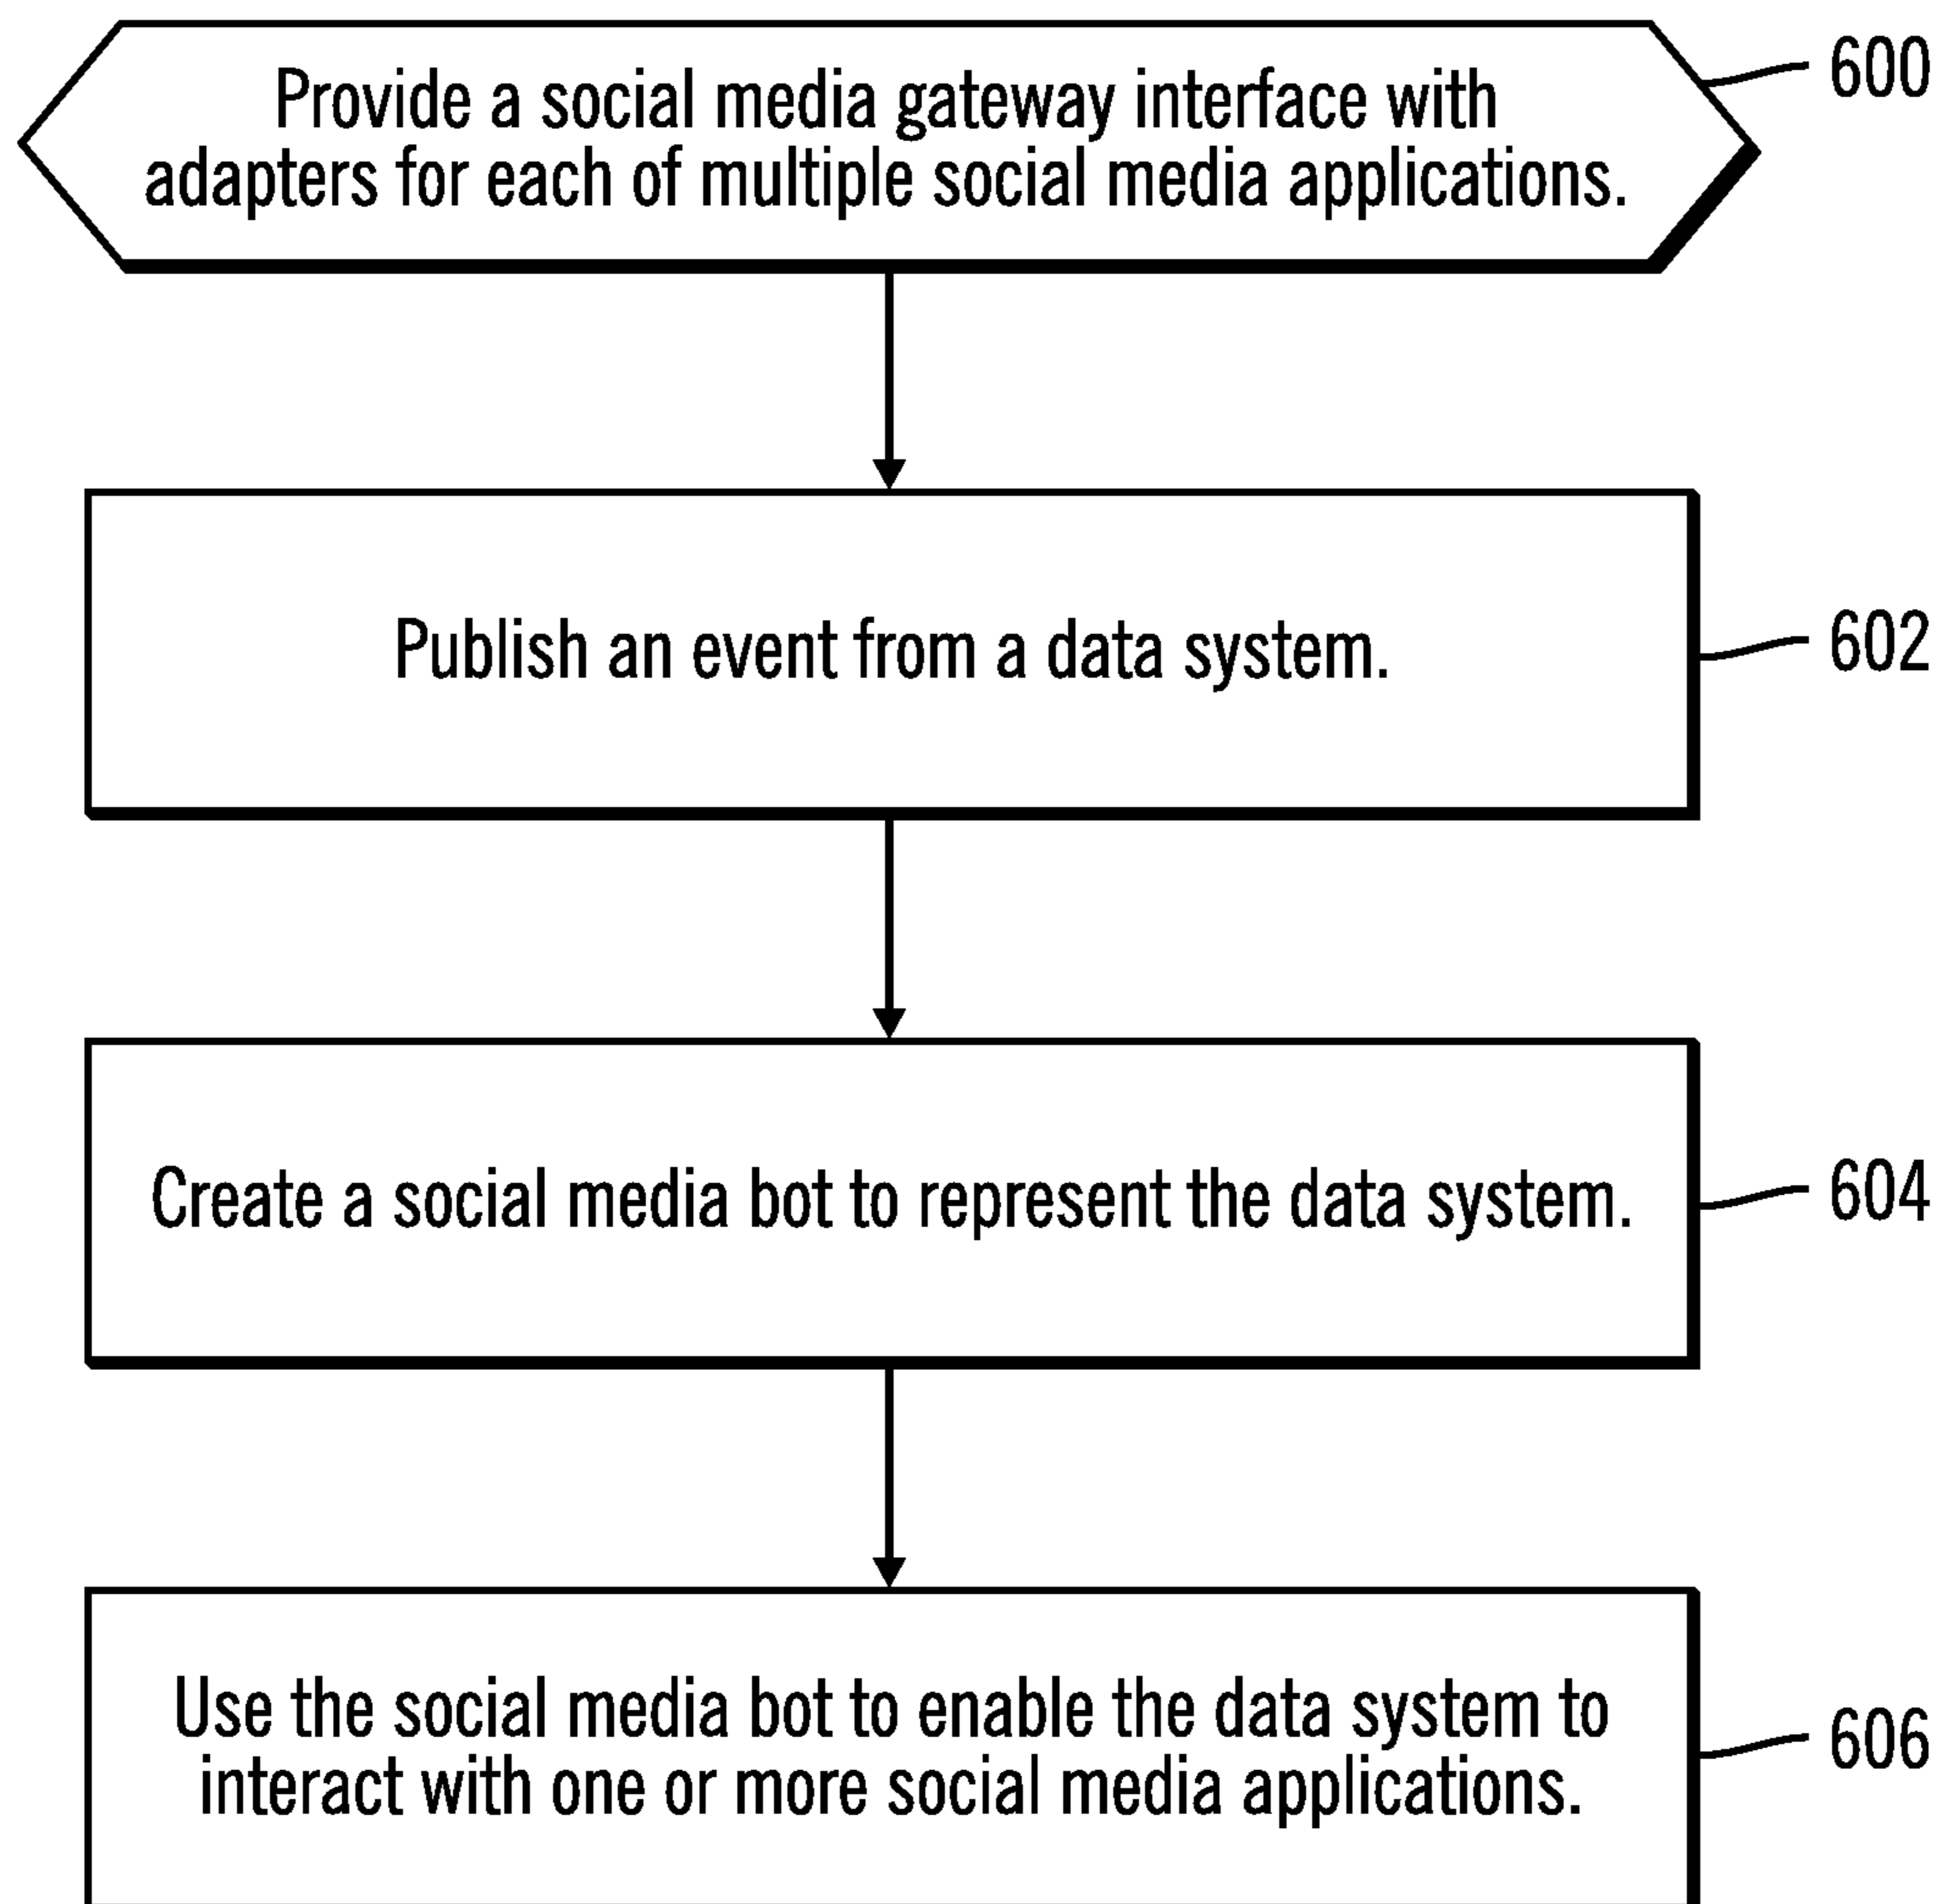 Provide a social media gateway interface with
adapters for each of multiple social media applications.
600
Publish an event from a data system.
602
Create a social media bot to represent the data system.
604
Use the social media bot to enable the data system to
interact with one or more social media applications.
606